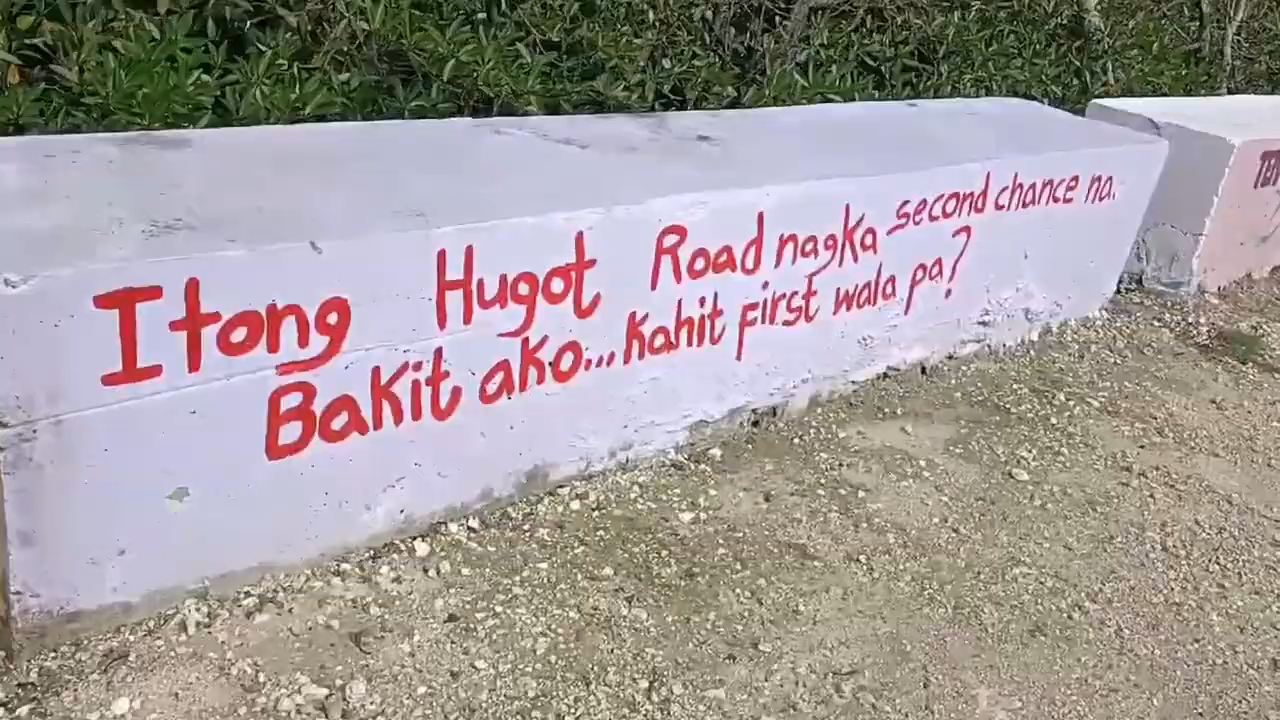 Itong Hugot Road nagka second chance na.
Bakit ako... kahit first wala pa?